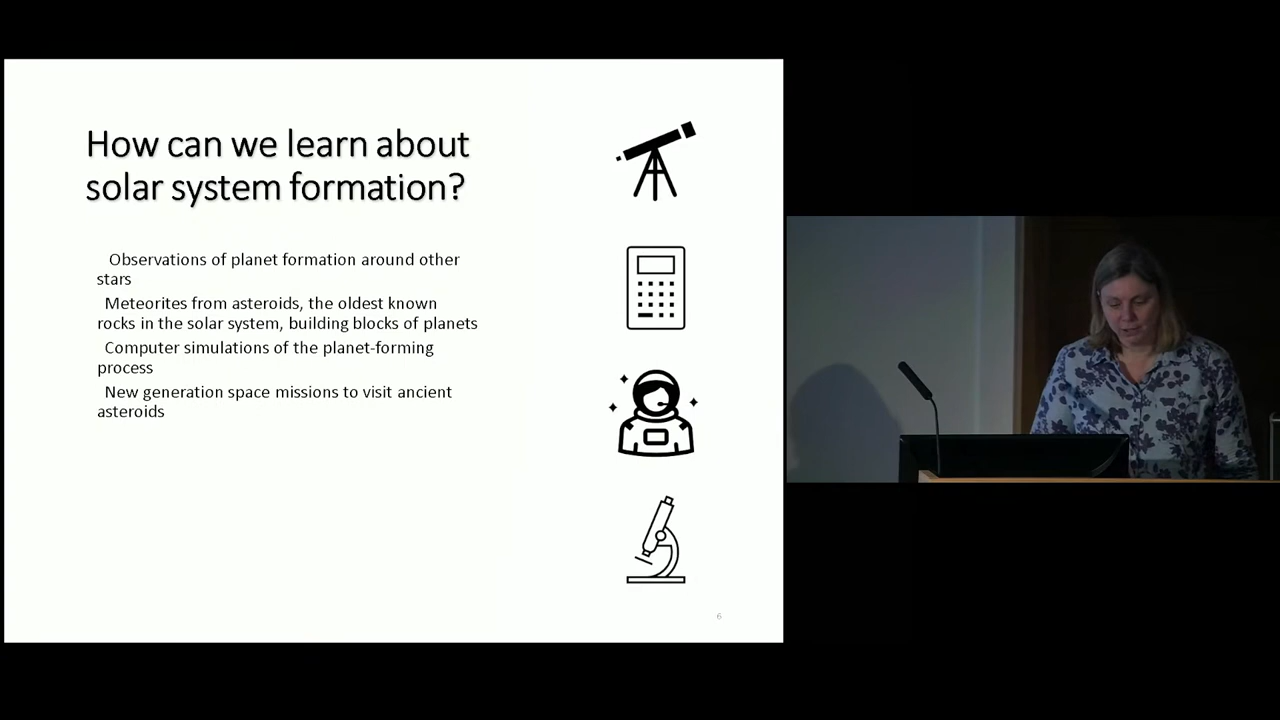 How can we learn about
solar system formation?
Observations of planet formation around other
stars
Meteorites from asteroids, the oldest known
rocks in the solar system, building blocks of planets
Computer simulations of the planet-forming
process
New generation space missions to visit ancient
asteroids
6